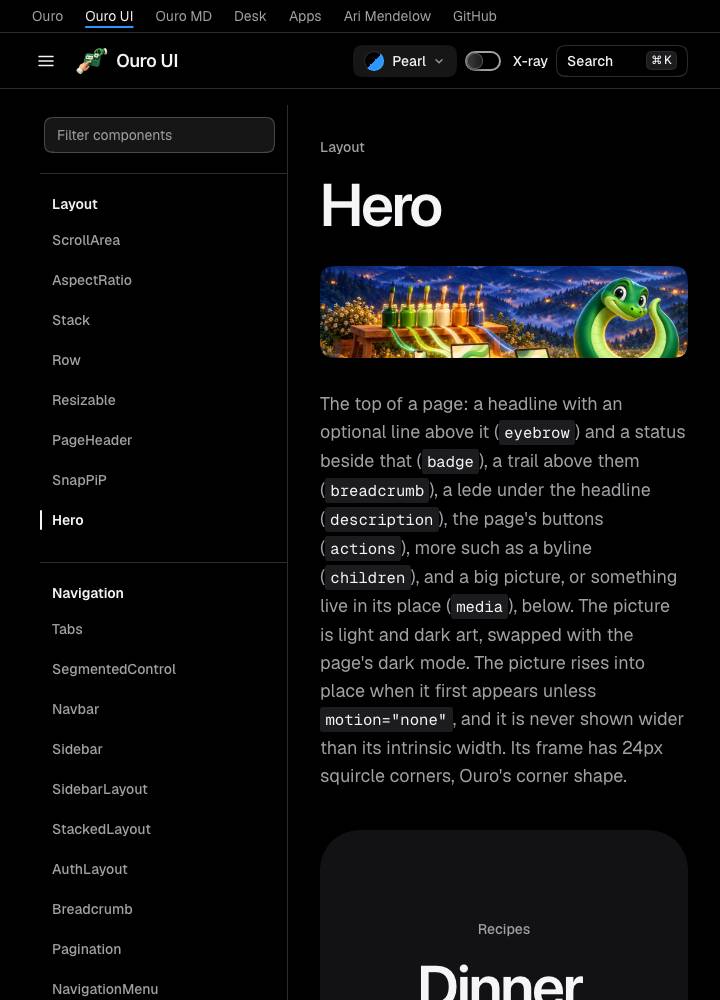 Ouro Ouro UI Ouro MD Desk Apps Ari Mendelow GitHub
Ouro UI Pearl X-ray Search ⌘ K
Filter components
Layout
ScrollArea
AspectRatio
Stack
Row
Resizable
PageHeader
SnapPiP
Hero
Navigation
Tabs
SegmentedControl
Navbar
Sidebar
SidebarLayout
StackedLayout
AuthLayout
Breadcrumb
Pagination
NavigationMenu
Layout
Hero
The top of a page: a headline with an
optional line above it (eyebrow) and a status
beside that (badge), a trail above them
(breadcrumb), a lede under the headline
(description), the page's buttons
(actions), more such as a byline
(children), and a big picture, or something
live in its place (media), below. The picture
is light and dark art, swapped with the
page's dark mode. The picture rises into
place when it first appears unless
motion="none", and it is never shown wider
than its intrinsic width. Its frame has 24px
squircle corners, Ouro's corner shape.
Recipes
Dinner